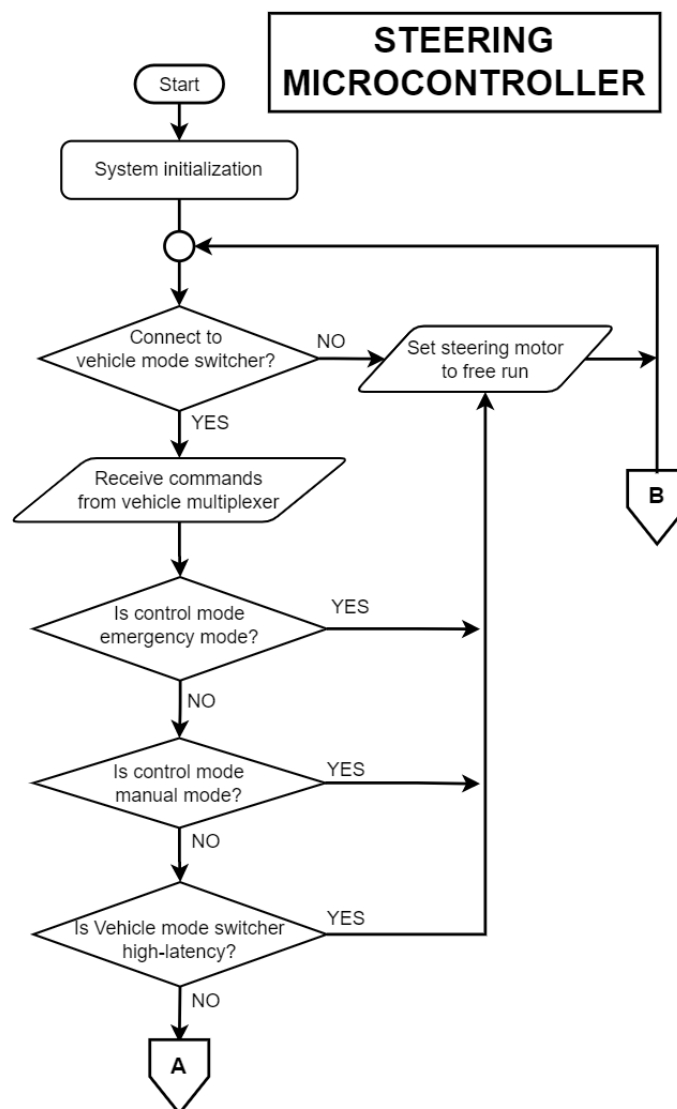 STEERING
MICROCONTROLLER
Start
System initialization
Connect to
vehicle mode switcher?
NO
Set steering motor
to free run
YES
Receive commands
from vehicle multiplexer
B
Is control mode
emergency mode?
YES
NO
Is control mode
manual mode?
YES
NO
Is Vehicle mode switcher
high-latency?
YES
NO
A